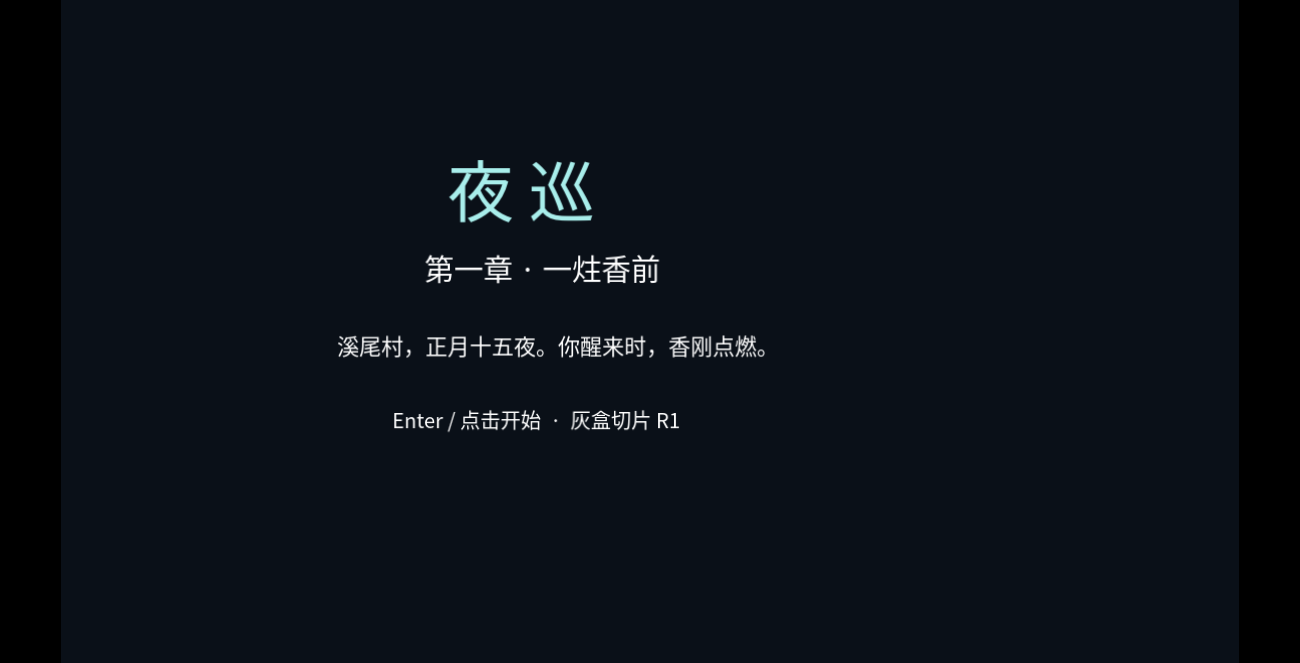 夜 巡
第一章 · 一炷香前
溪尾村，正月十五夜。你醒来时，香刚点燃。
Enter / 点击开始 · 灰盒切片 R1